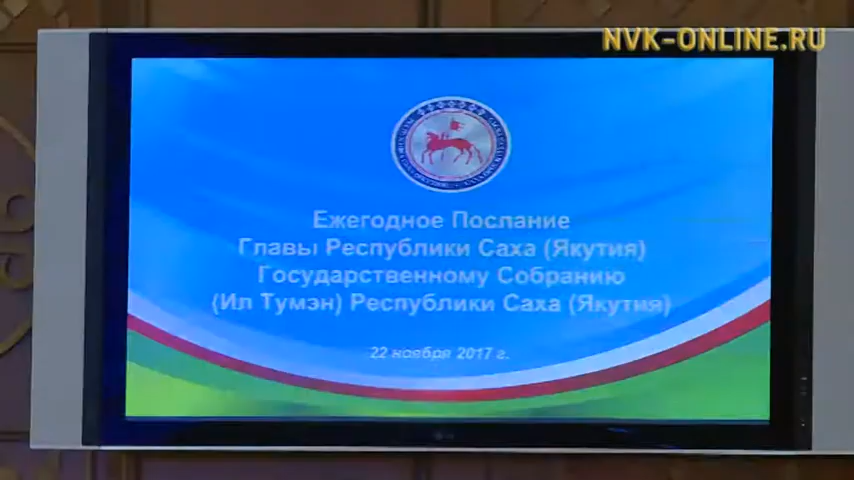 NVK-ONLINE.RU
Ежегодное Послание
Главы Республики Саха (Якутия)
Государственному Собранию
(Ил Тумэн) Республики Саха (Якутия)
22 ноября 2017 г.